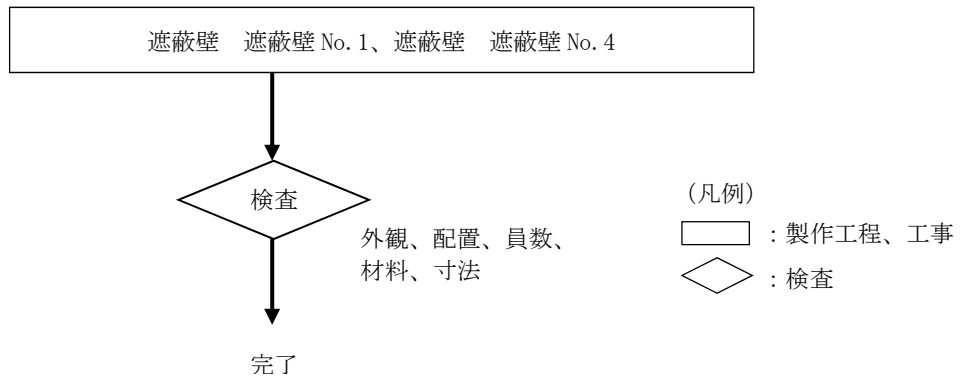 遮蔽壁　遮蔽壁 No.1、遮蔽壁　遮蔽壁 No.4
検査
外観、配置、員数、
材料、寸法
完了
(凡例)
：製作工程、工事
：検査